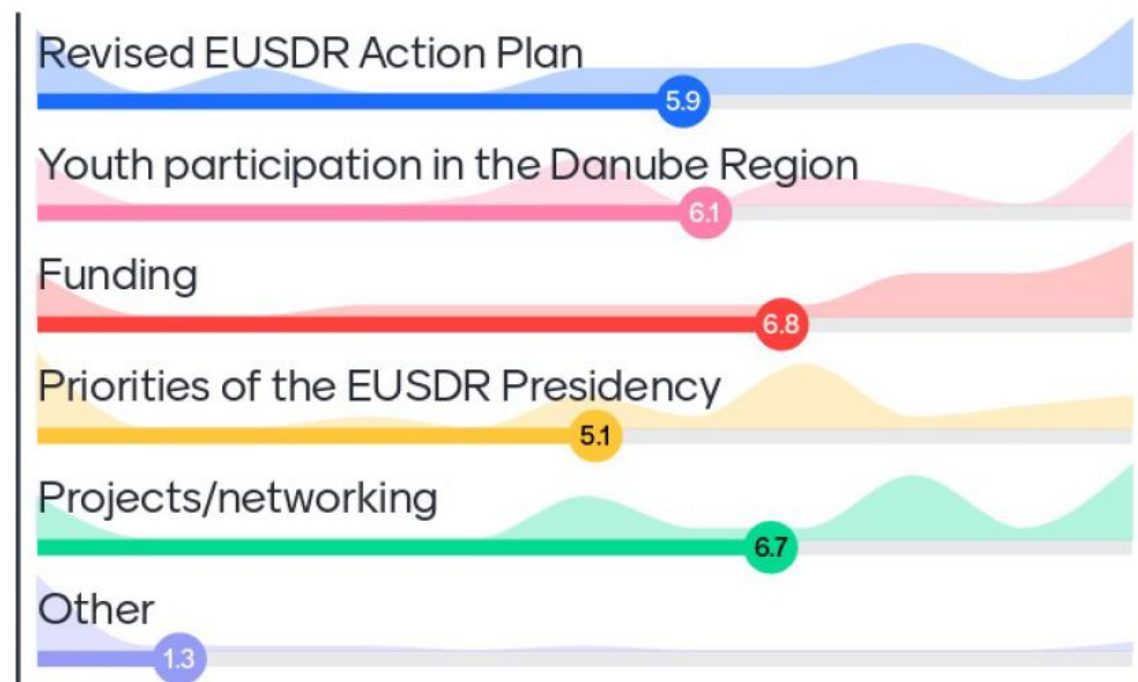 Revised EUSDR Action Plan
5.9
Youth participation in the Danube Region
6.1
Funding
6.8
Priorities of the EUSDR Presidency
5.1
Projects/networking
6.7
Other
1.3